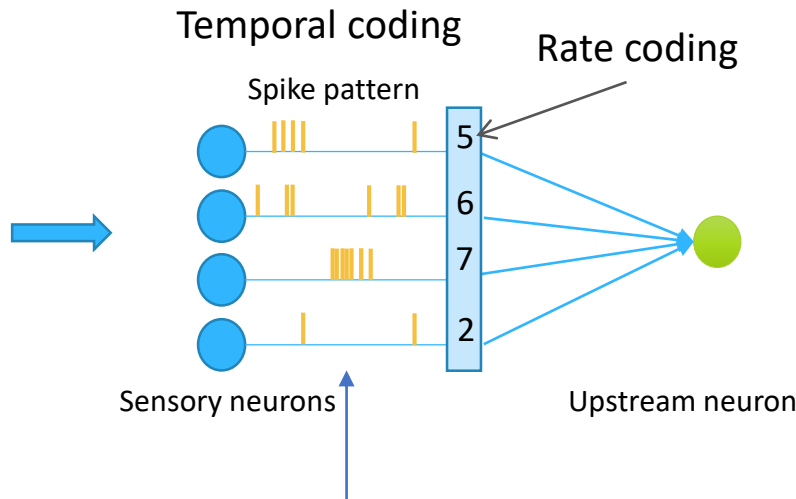 Temporal coding
Rate coding
Spike pattern
5
6
7
2
Sensory neurons
Upstream neuron